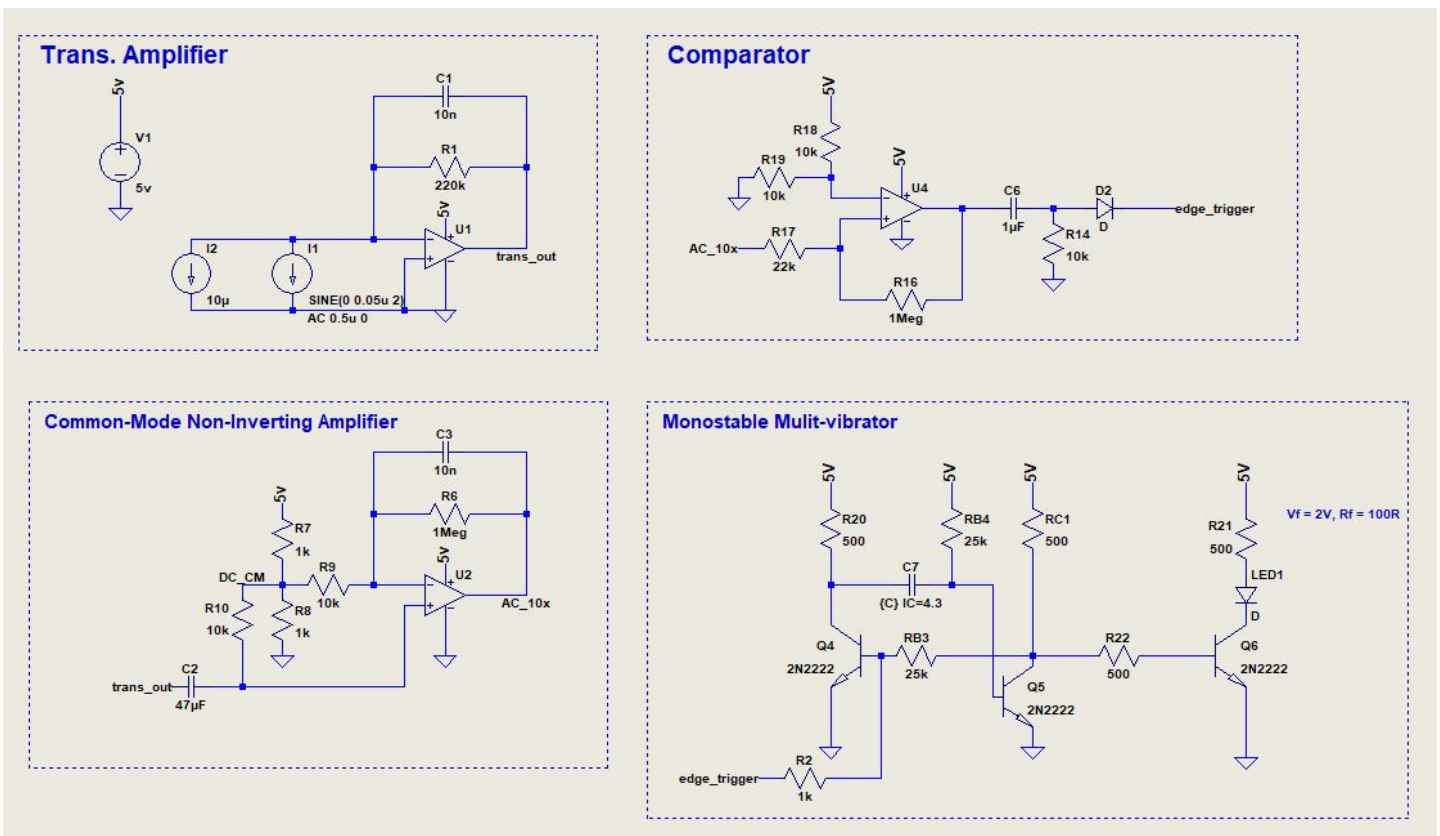 Trans. Amplifier
5v
V1
5v
C1
10n
R1
220k
5v
U1
trans_out
I2
10µ
I1
SINE(0 0.05u 2)
AC 0.5u 0
Comparator
5V
R18
10k
R19
10k
5V
U4
AC_10x
R17
22k
R16
1Meg
C6
1µF
D2
D
edge_trigger
R14
10k
Common-Mode Non-Inverting Amplifier
C3
10n
R6
1Meg
5v
R7
1k
5v
U2
DC_CM
R9
10k
AC_10x
R10
10k
R8
1k
trans_out
C2
47µF
Monostable Mulit-vibrator
5V
5V
5V
5V
R20
500
RB4
25k
RC1
500
R21
500
Vf = 2V, Rf = 100R
C7
{C} IC=4.3
LED1
D
Q4
2N2222
RB3
25k
R22
500
Q6
2N2222
Q5
2N2222
edge_trigger
R2
1k